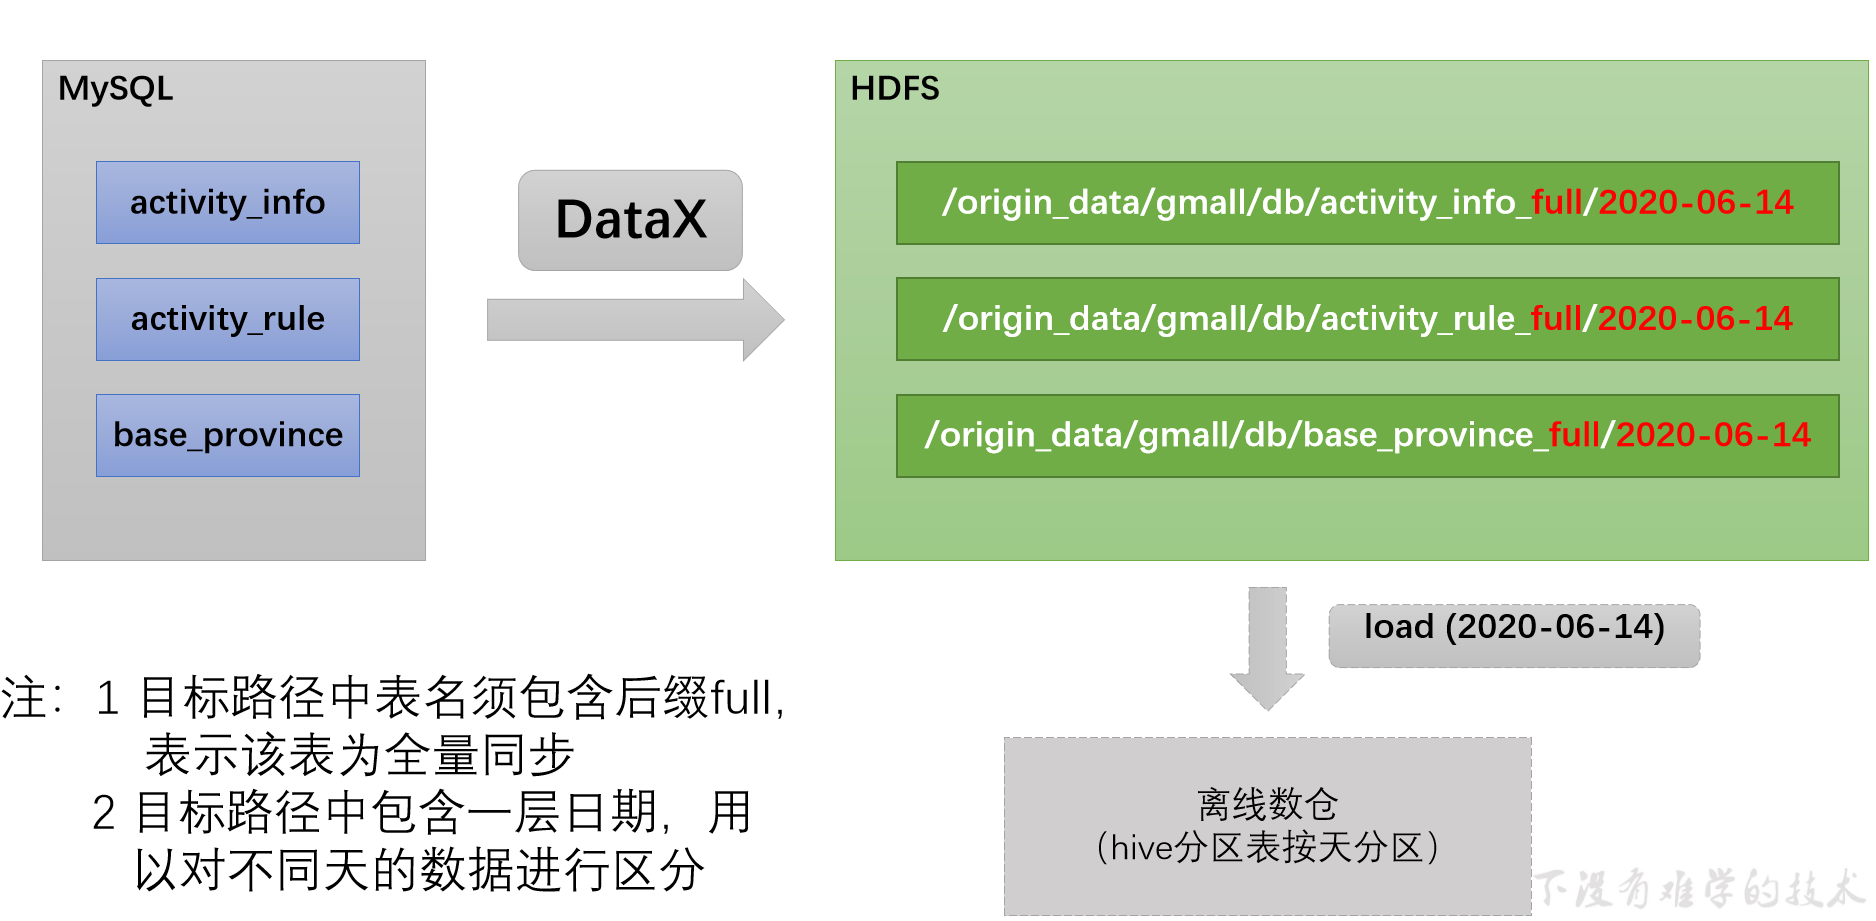 MySQL
activity_info
activity_rule
base_province
DataX
HDFS
/origin_data/gmall/db/activity_info_full/2020-06-14
/origin_data/gmall/db/activity_rule_full/2020-06-14
/origin_data/gmall/db/base_province_full/2020-06-14
load (2020-06-14)
注：1 目标路径中表名须包含后缀full,
表示该表为全量同步
2 目标路径中包含一层日期，用
以对不同天的数据进行区分
离线数仓
（hive分区表按天分区）
下没有难学的技术